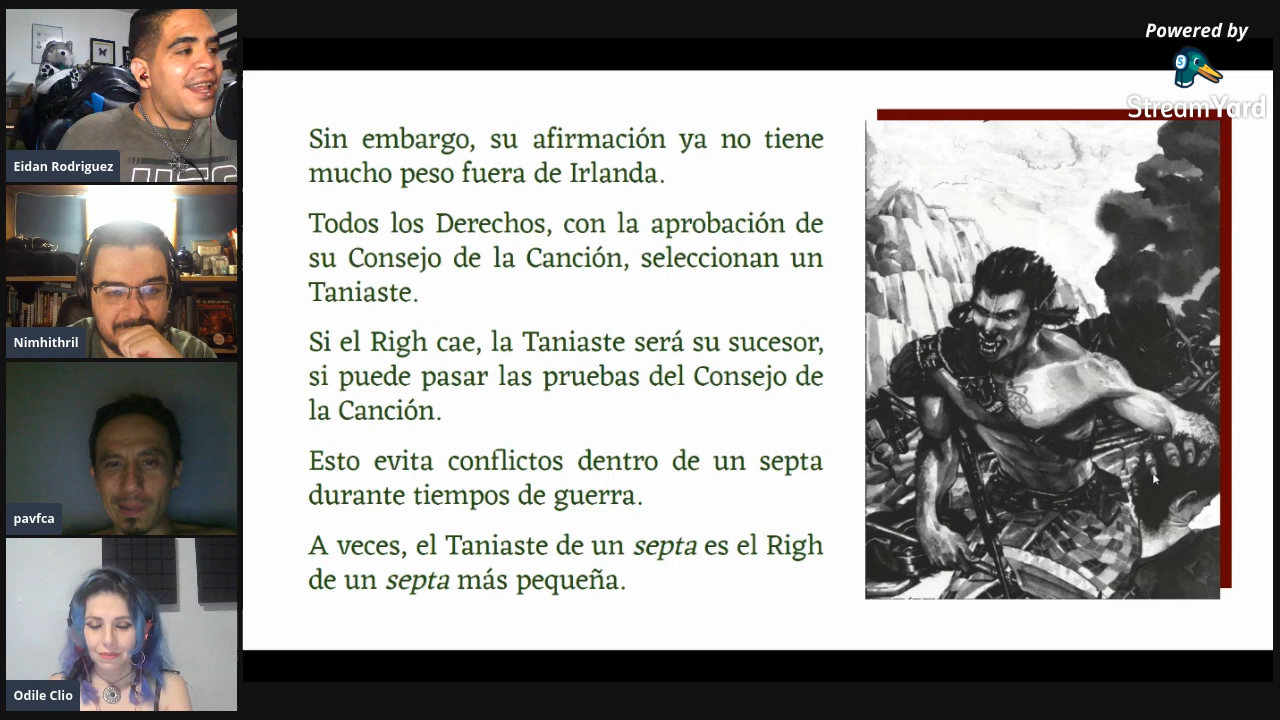 Powered by
StreamYard
Eidan Rodriguez
Nimhithril
pavfca
Odile Clio
Sin embargo, su afirmación ya no tiene
mucho peso fuera de Irlanda.
Todos los Derechos, con la aprobación de
su Consejo de la Canción, seleccionan un
Taniaste.
Si el Righ cae, la Taniaste será su sucesor,
si puede pasar las pruebas del Consejo de
la Canción.
Esto evita conflictos dentro de un septa
durante tiempos de guerra.
A veces, el Taniaste de un septa es el Righ
de un septa más pequeña.